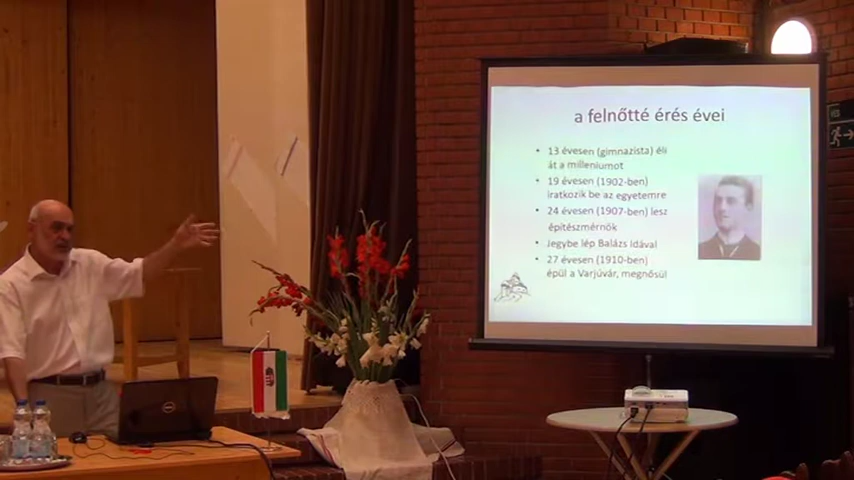 a felnőtté érés évei
• 13 évesen (gimnazista) éli
át a milleniumot
• 19 évesen (1902-ben)
iratkozik be az egyetemre
• 24 évesen (1907-ben) lesz
építészmérnök
• Jegybe lép Balázs Idával
• 27 évesen (1910-ben)
épül a Varjúvár, megnősül
DELL